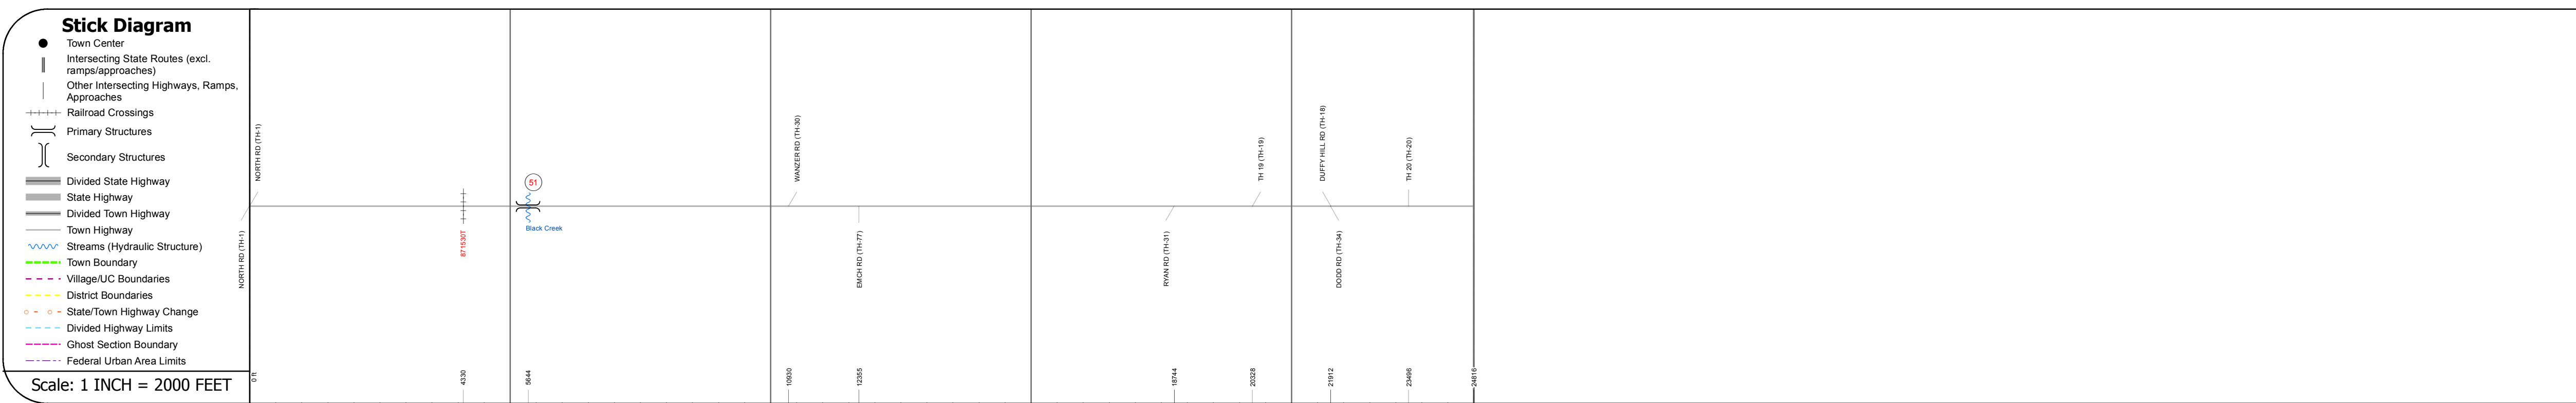 Stick Diagram
Town Center
Intersecting State Routes (excl.
ramps/approaches)
Other Intersecting Highways, Ramps,
Approaches
Railroad Crossings
Primary Structures
Secondary Structures
Divided State Highway
State Highway
Divided Town Highway
Town Highway
Streams (Hydraulic Structure)
Town Boundary
Village/UC Boundaries
District Boundaries
State/Town Highway Change
Divided Highway Limits
Ghost Section Boundary
Federal Urban Area Limits
Scale: 1 INCH = 2000 FEET
NORTH RD (TH-1)
NORTH RD (TH-1)
871530T
51
Black Creek
WANZER RD (TH-30)
EMCH RD (TH-77)
RYAN RD (TH-31)
TH 19 (TH-19)
DUFFY HILL RD (TH-18)
DODD RD (TH-34)
TH 20 (TH-20)
0 ft
4330
5644
10930
12355
18744
20328
21912
23496
24816